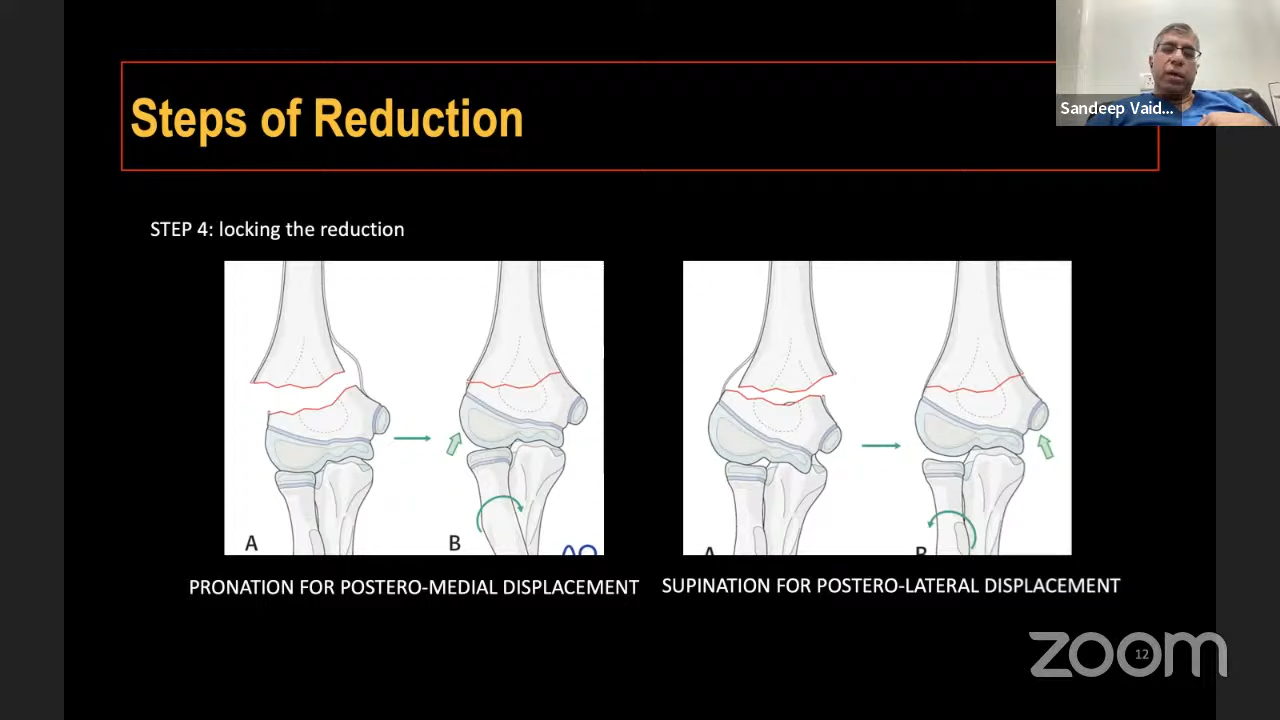 Sandeep Vaid...
Steps of Reduction
STEP 4: locking the reduction
A
B
PRONATION FOR POSTERO-MEDIAL DISPLACEMENT
SUPINATION FOR POSTERO-LATERAL DISPLACEMENT
zoom
12